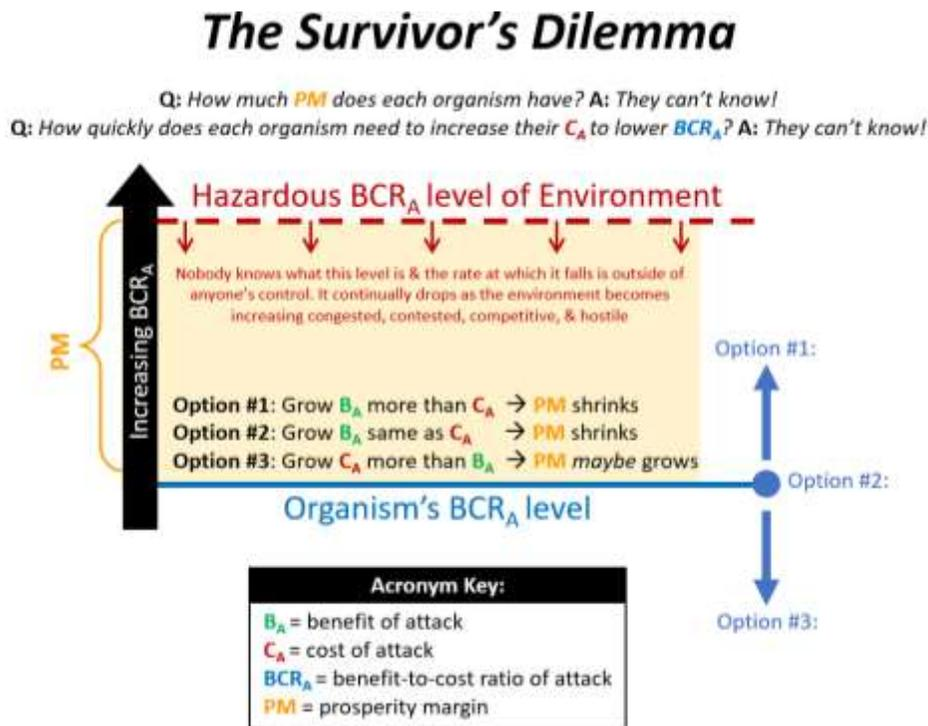 The Survivor's Dilemma
Q: How much PM does each organism have? A: They can't know!
Q: How quickly does each organism need to increase their CA to lower BCRA? A: They can't know!
Hazardous BCRA level of Environment
Nobody knows what this level is & the rate at which it falls is outside of
anyone's control. It continually drops as the environment becomes
increasing congested, contested, competitive, & hostile
PM
Increasing BCRA
Option #1: Grow BA more than CA → PM shrinks
Option #2: Grow BA same as CA → PM shrinks
Option #3: Grow CA more than BA → PM maybe grows
Organism's BCRA level
Option #1:
Option #2:
Option #3:
Acronym Key:
BA = benefit of attack
CA = cost of attack
BCRA = benefit-to-cost ratio of attack
PM = prosperity margin